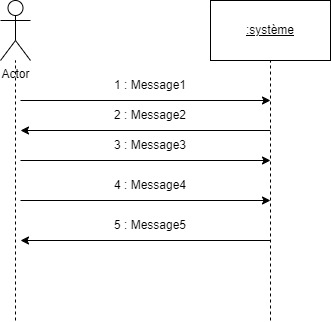 :système
Actor
1 : Message1
2 : Message2
3 : Message3
4 : Message4
5 : Message5